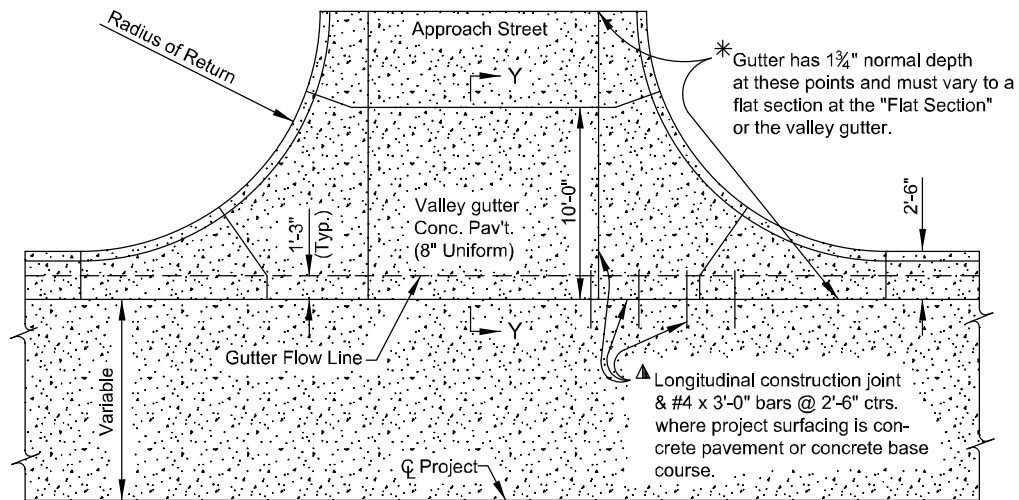 Radius of Return
Approach Street
Y
✳ Gutter has 1¾" normal depth
at these points and must vary to a
flat section at the "Flat Section"
or the valley gutter.
10'-0"
2'-6"
1'-3"
(Typ.)
Valley gutter
Conc. Pav't.
(8" Uniform)
Y
Gutter Flow Line
Variable
Longitudinal construction joint
& #4 x 3'-0" bars @ 2'-6" ctrs.
where project surfacing is con-
crete pavement or concrete base
course.
℄ Project